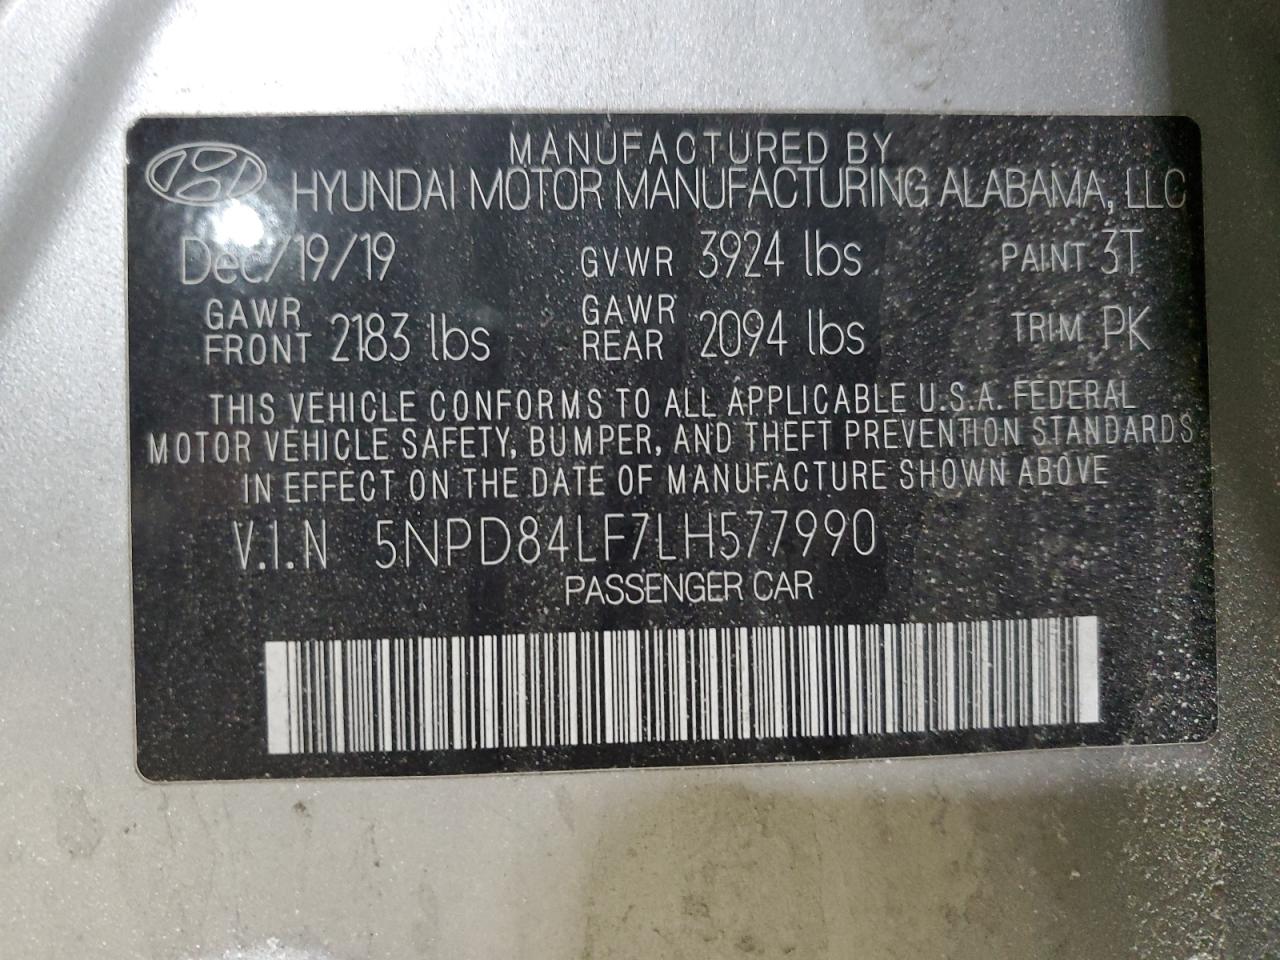 MANUFACTURED BY
HYUNDAI MOTOR MANUFACTURING ALABAMA, LLC
Dec/19/19 GVWR 3924 lbs PAINT 3T
GAWR FRONT 2183 lbs GAWR REAR 2094 lbs TRIM PK
THIS VEHICLE CONFORMS TO ALL APPLICABLE U.S.A. FEDERAL
MOTOR VEHICLE SAFETY, BUMPER, AND THEFT PREVENTION STANDARDS
IN EFFECT ON THE DATE OF MANUFACTURE SHOWN ABOVE
V.I.N 5NPD84LF7LH577990
PASSENGER CAR